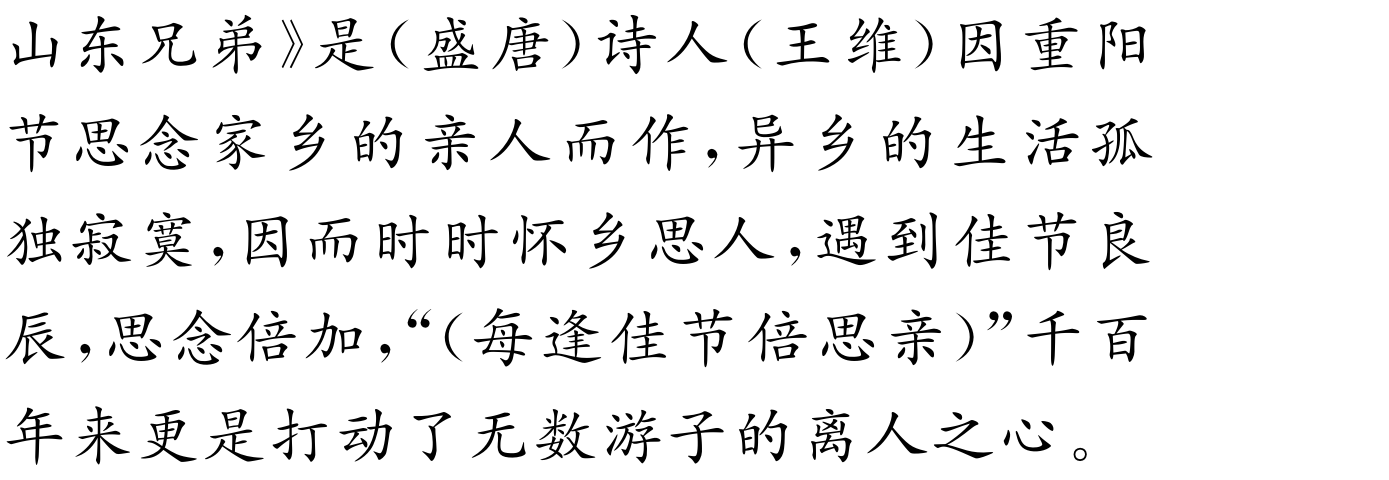 山东兄弟》是(盛唐)诗人(王维)因重阳
节思念家乡的亲人而作,异乡的生活孤
独寂寞,因而时时怀乡思人,遇到佳节良
辰,思念倍加,“(每逢佳节倍思亲)”千百
年来更是打动了无数游子的离人之心。